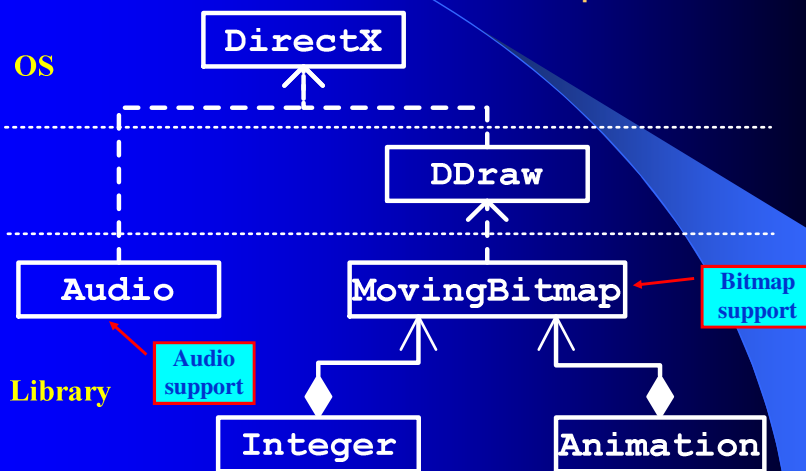 DirectX
OS
DDraw
Audio
MovingBitmap
Bitmap
support
Audio
support
Library
Integer
Animation